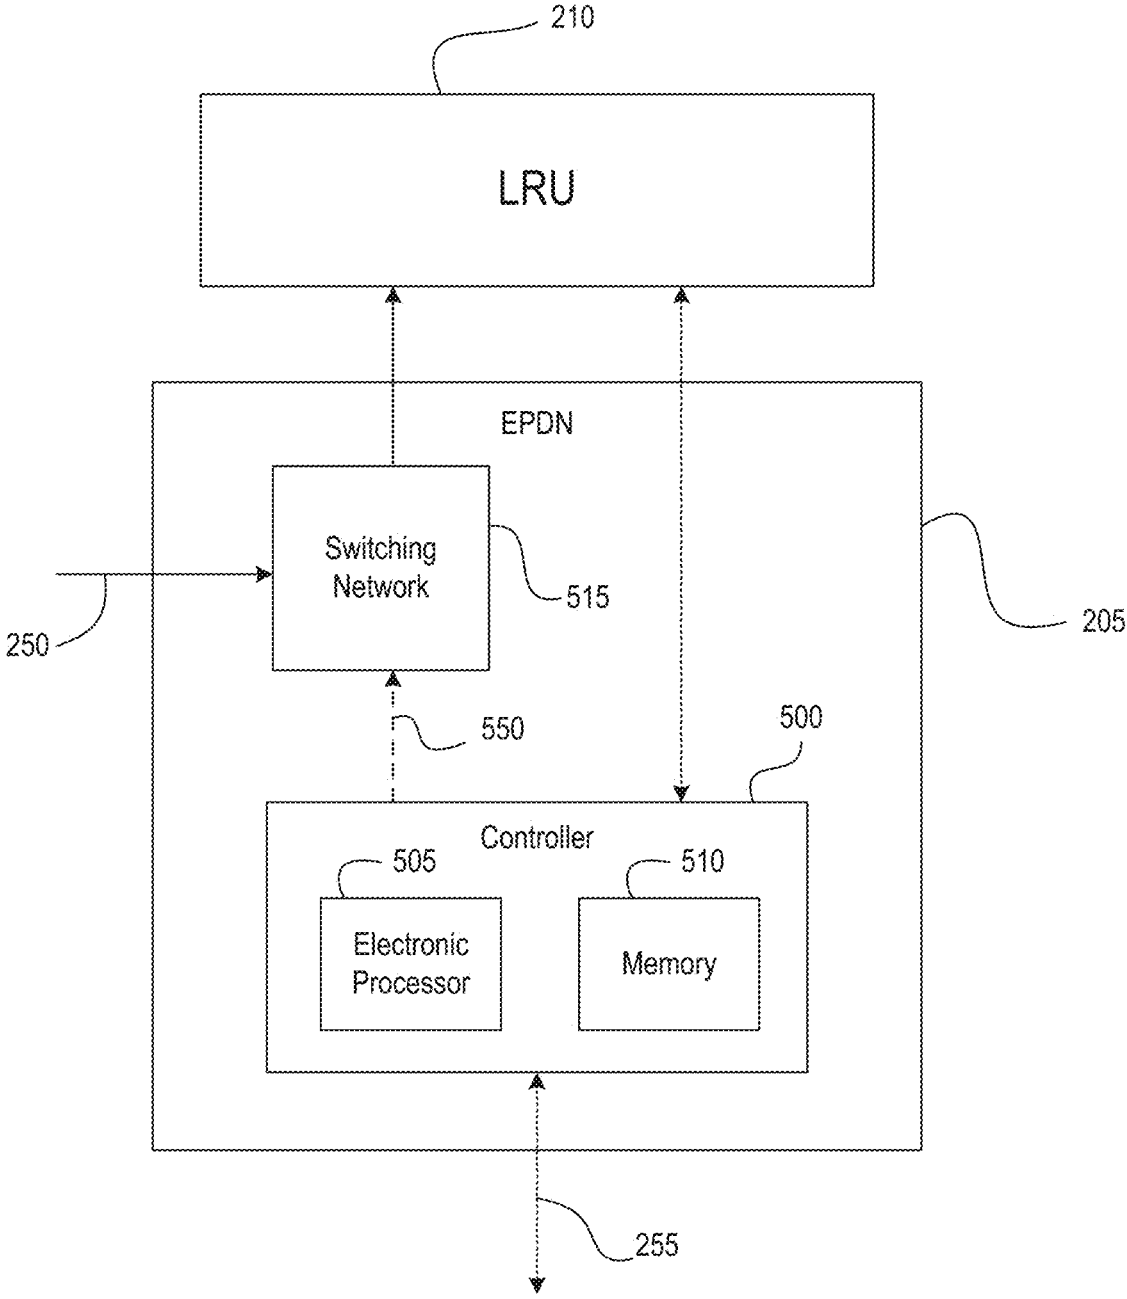 210
LRU
EPDN
Switching
Network
515
250
205
550
500
Controller
505
510
Electronic
Processor
Memory
255